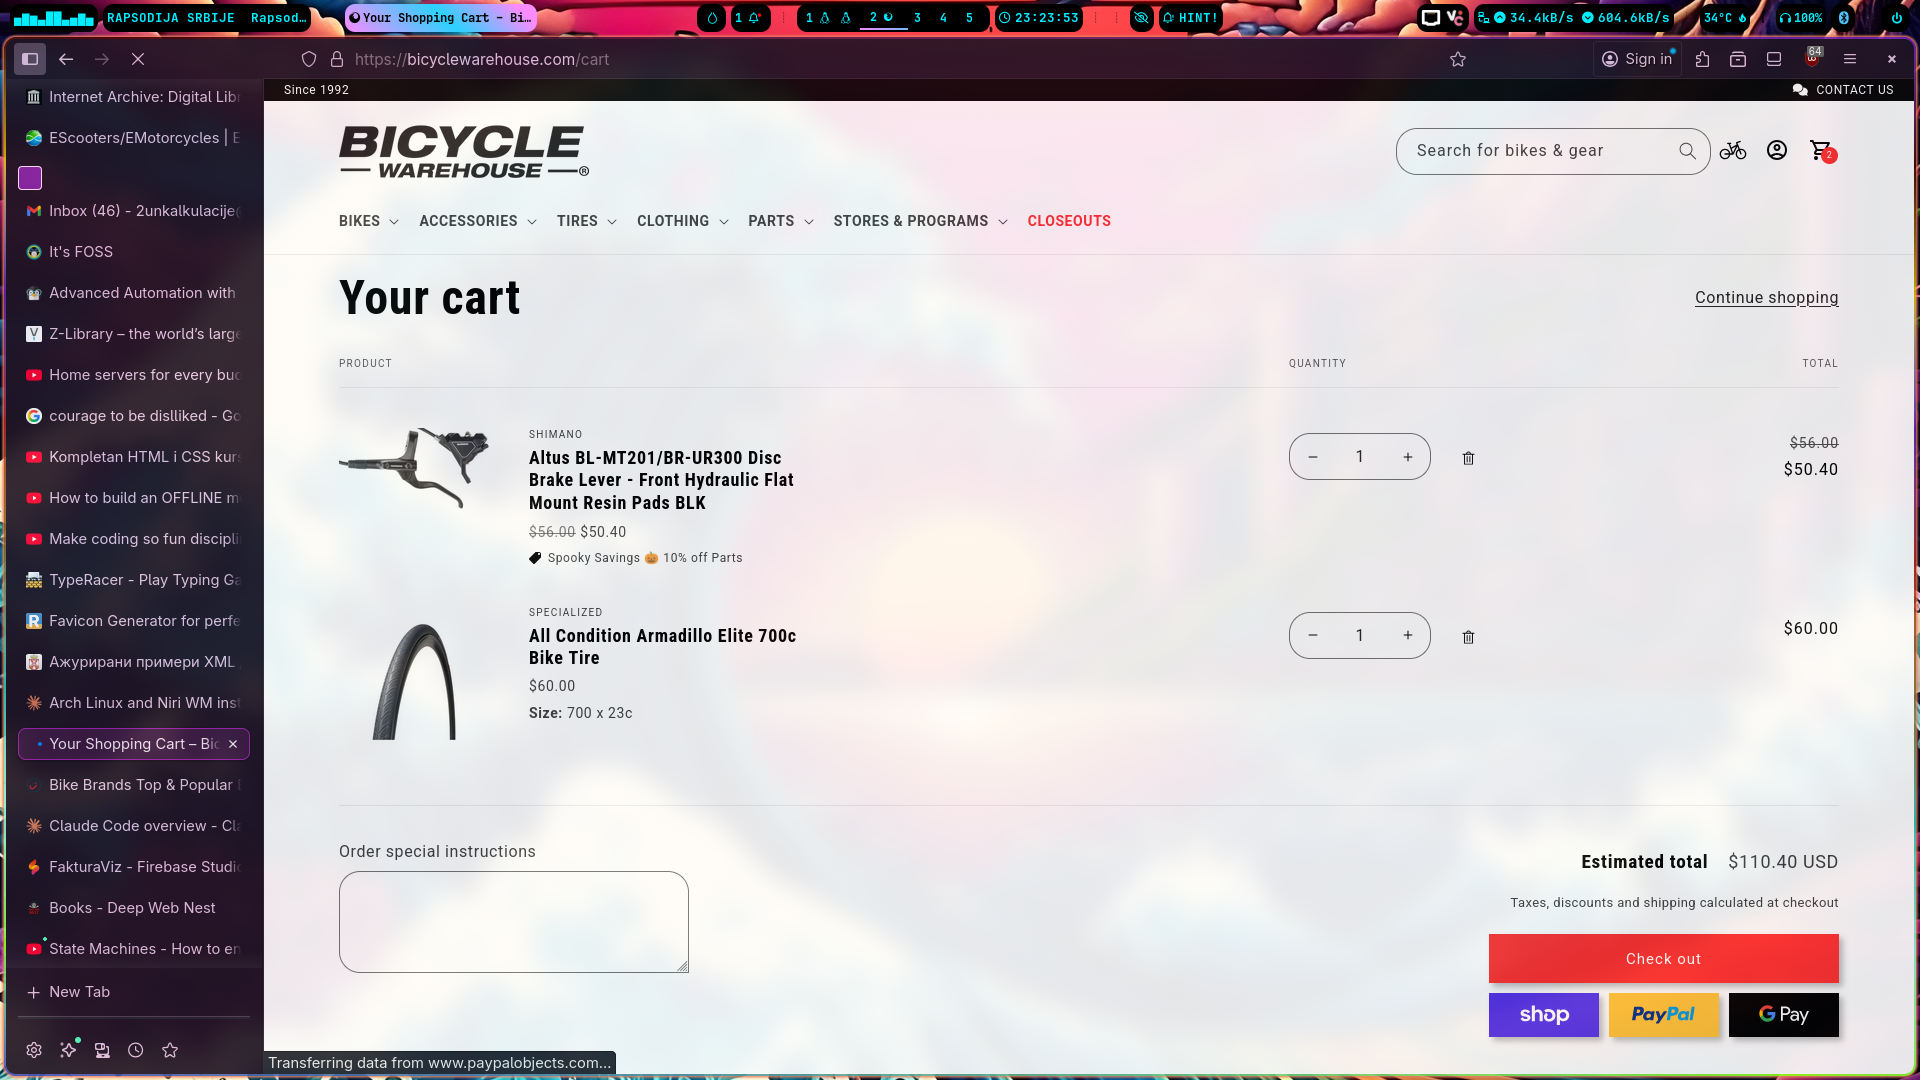 RAPSODIJA SRBIJE Rapsod…
Your Shopping Cart – Bi…
1
1
2
3
4
5
23:23:53
HINT!
34.4kB/s
604.6kB/s
34°C
100%
https://bicyclewarehouse.com/cart
Sign in
64
Internet Archive: Digital Libr
EScooters/EMotorcycles | E
Inbox (46) - 2unkalkulacije@
It's FOSS
Advanced Automation with
Z-Library – the world's large
Home servers for every bud
courage to be dislliked - Go
Kompletan HTML i CSS kurs
How to build an OFFLINE m
Make coding so fun discipli
TypeRacer - Play Typing Ga
Favicon Generator for perfe
Ажурирани примери XML
Arch Linux and Niri WM inst
Your Shopping Cart – Bic
Bike Brands Top & Popular
Claude Code overview - Cla
FakturaViz - Firebase Studio
Books - Deep Web Nest
State Machines - How to en
New Tab
Since 1992
CONTACT US
BICYCLE
WAREHOUSE®
Search for bikes & gear
2
BIKES
ACCESSORIES
TIRES
CLOTHING
PARTS
STORES & PROGRAMS
CLOSEOUTS
Your cart
Continue shopping
PRODUCT
QUANTITY
TOTAL
SHIMANO
Altus BL-MT201/BR-UR300 Disc
Brake Lever - Front Hydraulic Flat
Mount Resin Pads BLK
$56.00 $50.40
Spooky Savings 🎃 10% off Parts
− 1 +
$56.00
$50.40
SPECIALIZED
All Condition Armadillo Elite 700c
Bike Tire
$60.00
Size: 700 x 23c
− 1 +
$60.00
Order special instructions
Estimated total $110.40 USD
Taxes, discounts and shipping calculated at checkout
Check out
shop
PayPal
G Pay
Transferring data from www.paypalobjects.com…